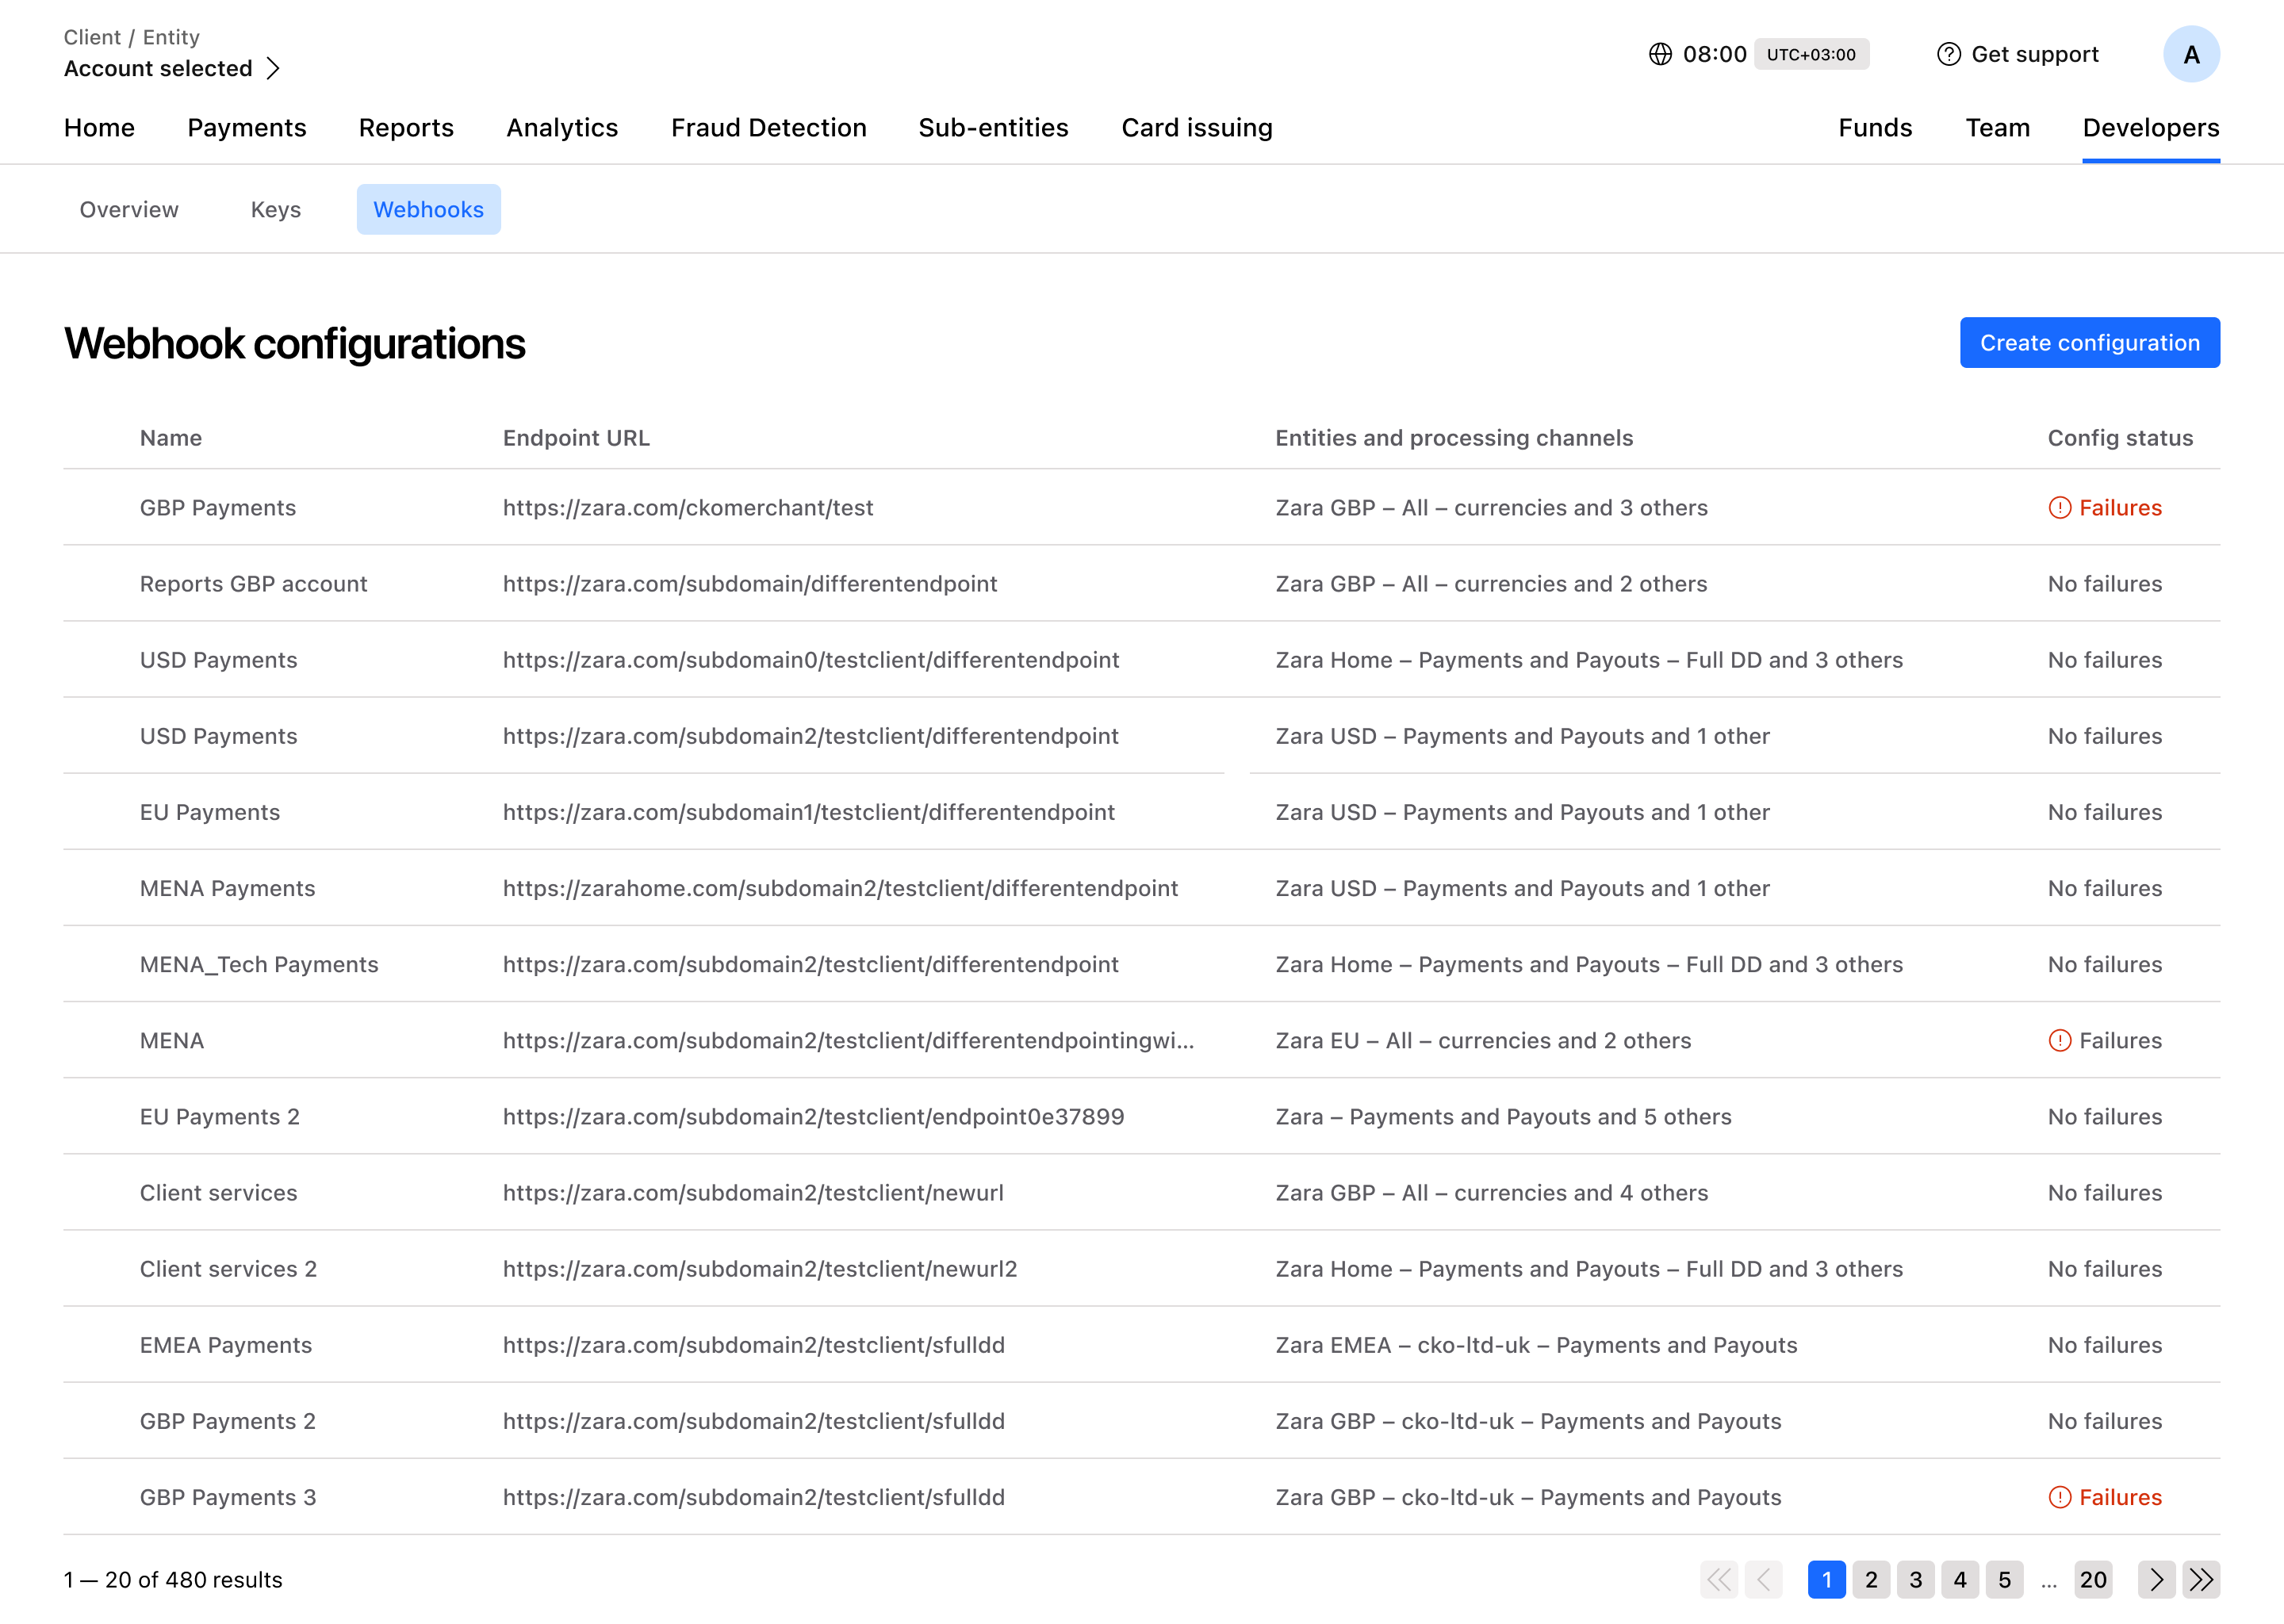 Client / Entity
Account selected
08:00 UTC+03:00 Get support A
Home Payments Reports Analytics Fraud Detection Sub-entities Card issuing Funds Team Developers
Overview Keys Webhooks
Webhook configurations Create configuration
Name Endpoint URL Entities and processing channels Config status
GBP Payments https://zara.com/ckomerchant/test Zara GBP – All – currencies and 3 others Failures
Reports GBP account https://zara.com/subdomain/differentendpoint Zara GBP – All – currencies and 2 others No failures
USD Payments https://zara.com/subdomain0/testclient/differentendpoint Zara Home – Payments and Payouts – Full DD and 3 others No failures
USD Payments https://zara.com/subdomain2/testclient/differentendpoint Zara USD – Payments and Payouts and 1 other No failures
EU Payments https://zara.com/subdomain1/testclient/differentendpoint Zara USD – Payments and Payouts and 1 other No failures
MENA Payments https://zarahome.com/subdomain2/testclient/differentendpoint Zara USD – Payments and Payouts and 1 other No failures
MENA_Tech Payments https://zara.com/subdomain2/testclient/differentendpoint Zara Home – Payments and Payouts – Full DD and 3 others No failures
MENA https://zara.com/subdomain2/testclient/differentendpointingwi... Zara EU – All – currencies and 2 others Failures
EU Payments 2 https://zara.com/subdomain2/testclient/endpoint0e37899 Zara – Payments and Payouts and 5 others No failures
Client services https://zara.com/subdomain2/testclient/newurl Zara GBP – All – currencies and 4 others No failures
Client services 2 https://zara.com/subdomain2/testclient/newurl2 Zara Home – Payments and Payouts – Full DD and 3 others No failures
EMEA Payments https://zara.com/subdomain2/testclient/sfulldd Zara EMEA – cko-ltd-uk – Payments and Payouts No failures
GBP Payments 2 https://zara.com/subdomain2/testclient/sfulldd Zara GBP – cko-ltd-uk – Payments and Payouts No failures
GBP Payments 3 https://zara.com/subdomain2/testclient/sfulldd Zara GBP – cko-ltd-uk – Payments and Payouts Failures
1 — 20 of 480 results 1 2 3 4 5 ... 20